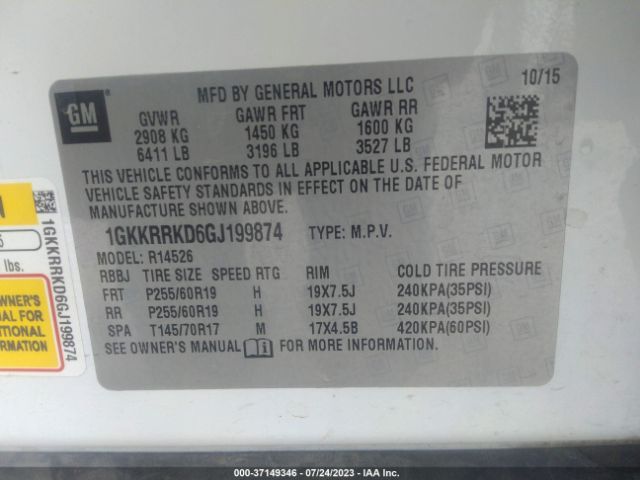 GM
MFD BY GENERAL MOTORS LLC
10/15
GVWR GAWR FRT GAWR RR
2908 KG 1450 KG 1600 KG
6411 LB 3196 LB 3527 LB
THIS VEHICLE CONFORMS TO ALL APPLICABLE U.S. FEDERAL MOTOR
VEHICLE SAFETY STANDARDS IN EFFECT ON THE DATE OF
MANUFACTURE SHOWN ABOVE.
1GKKRRKD6GJ199874 TYPE: M.P.V.
MODEL: R14526
RBBJ TIRE SIZE SPEED RTG RIM COLD TIRE PRESSURE
FRT P255/60R19 H 19X7.5J 240KPA(35PSI)
RR P255/60R19 H 19X7.5J 240KPA(35PSI)
SPA T145/70R17 M 17X4.5B 420KPA(60PSI)
SEE OWNER'S MANUAL FOR MORE INFORMATION.
1GKKRRKD6GJ199874
N
5
lbs.
OWNER'S
FOR
ITIONAL
RMATION
000-37149346 / 07/24/2023 / IAA Inc.